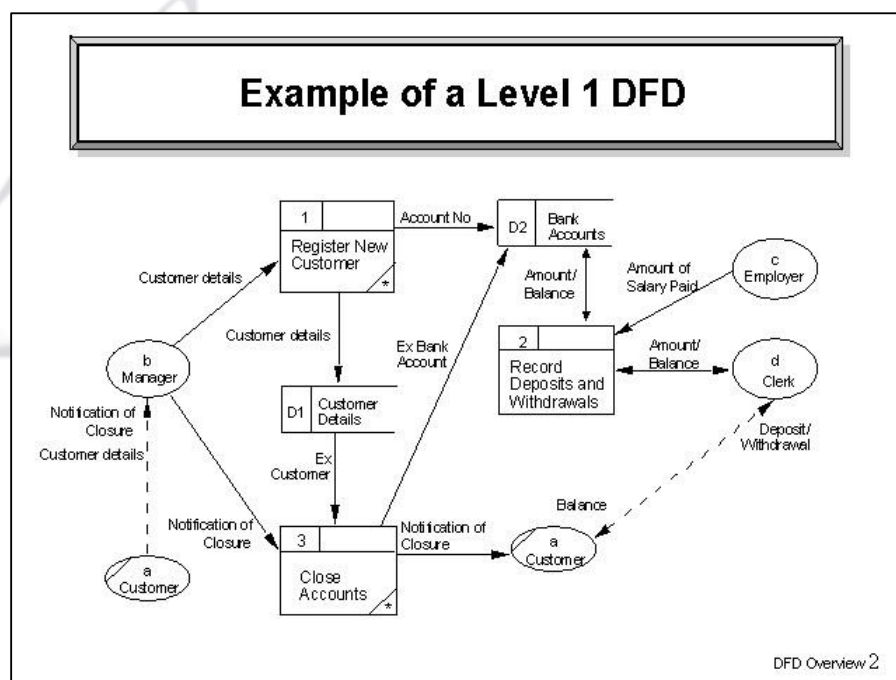 Example of a Level 1 DFD
1
Register New
Customer
*
Account No
D2
Bank
Accounts
Customer details
Amount/
Balance
Amount of
Salary Paid
c
Employer
Customer details
Ex Bank
Account
2
Record
Deposits and
Withdrawals
Amount/
Balance
d
Clerk
b
Manager
Notification of
Closure
Customer details
D1
Customer
Details
Deposit/
Withdrawal
Ex
Customer
Balance
Notification of
Closure
3
Close
Accounts
*
Notification of
Closure
a
Customer
a
Customer
DFD Overview 2